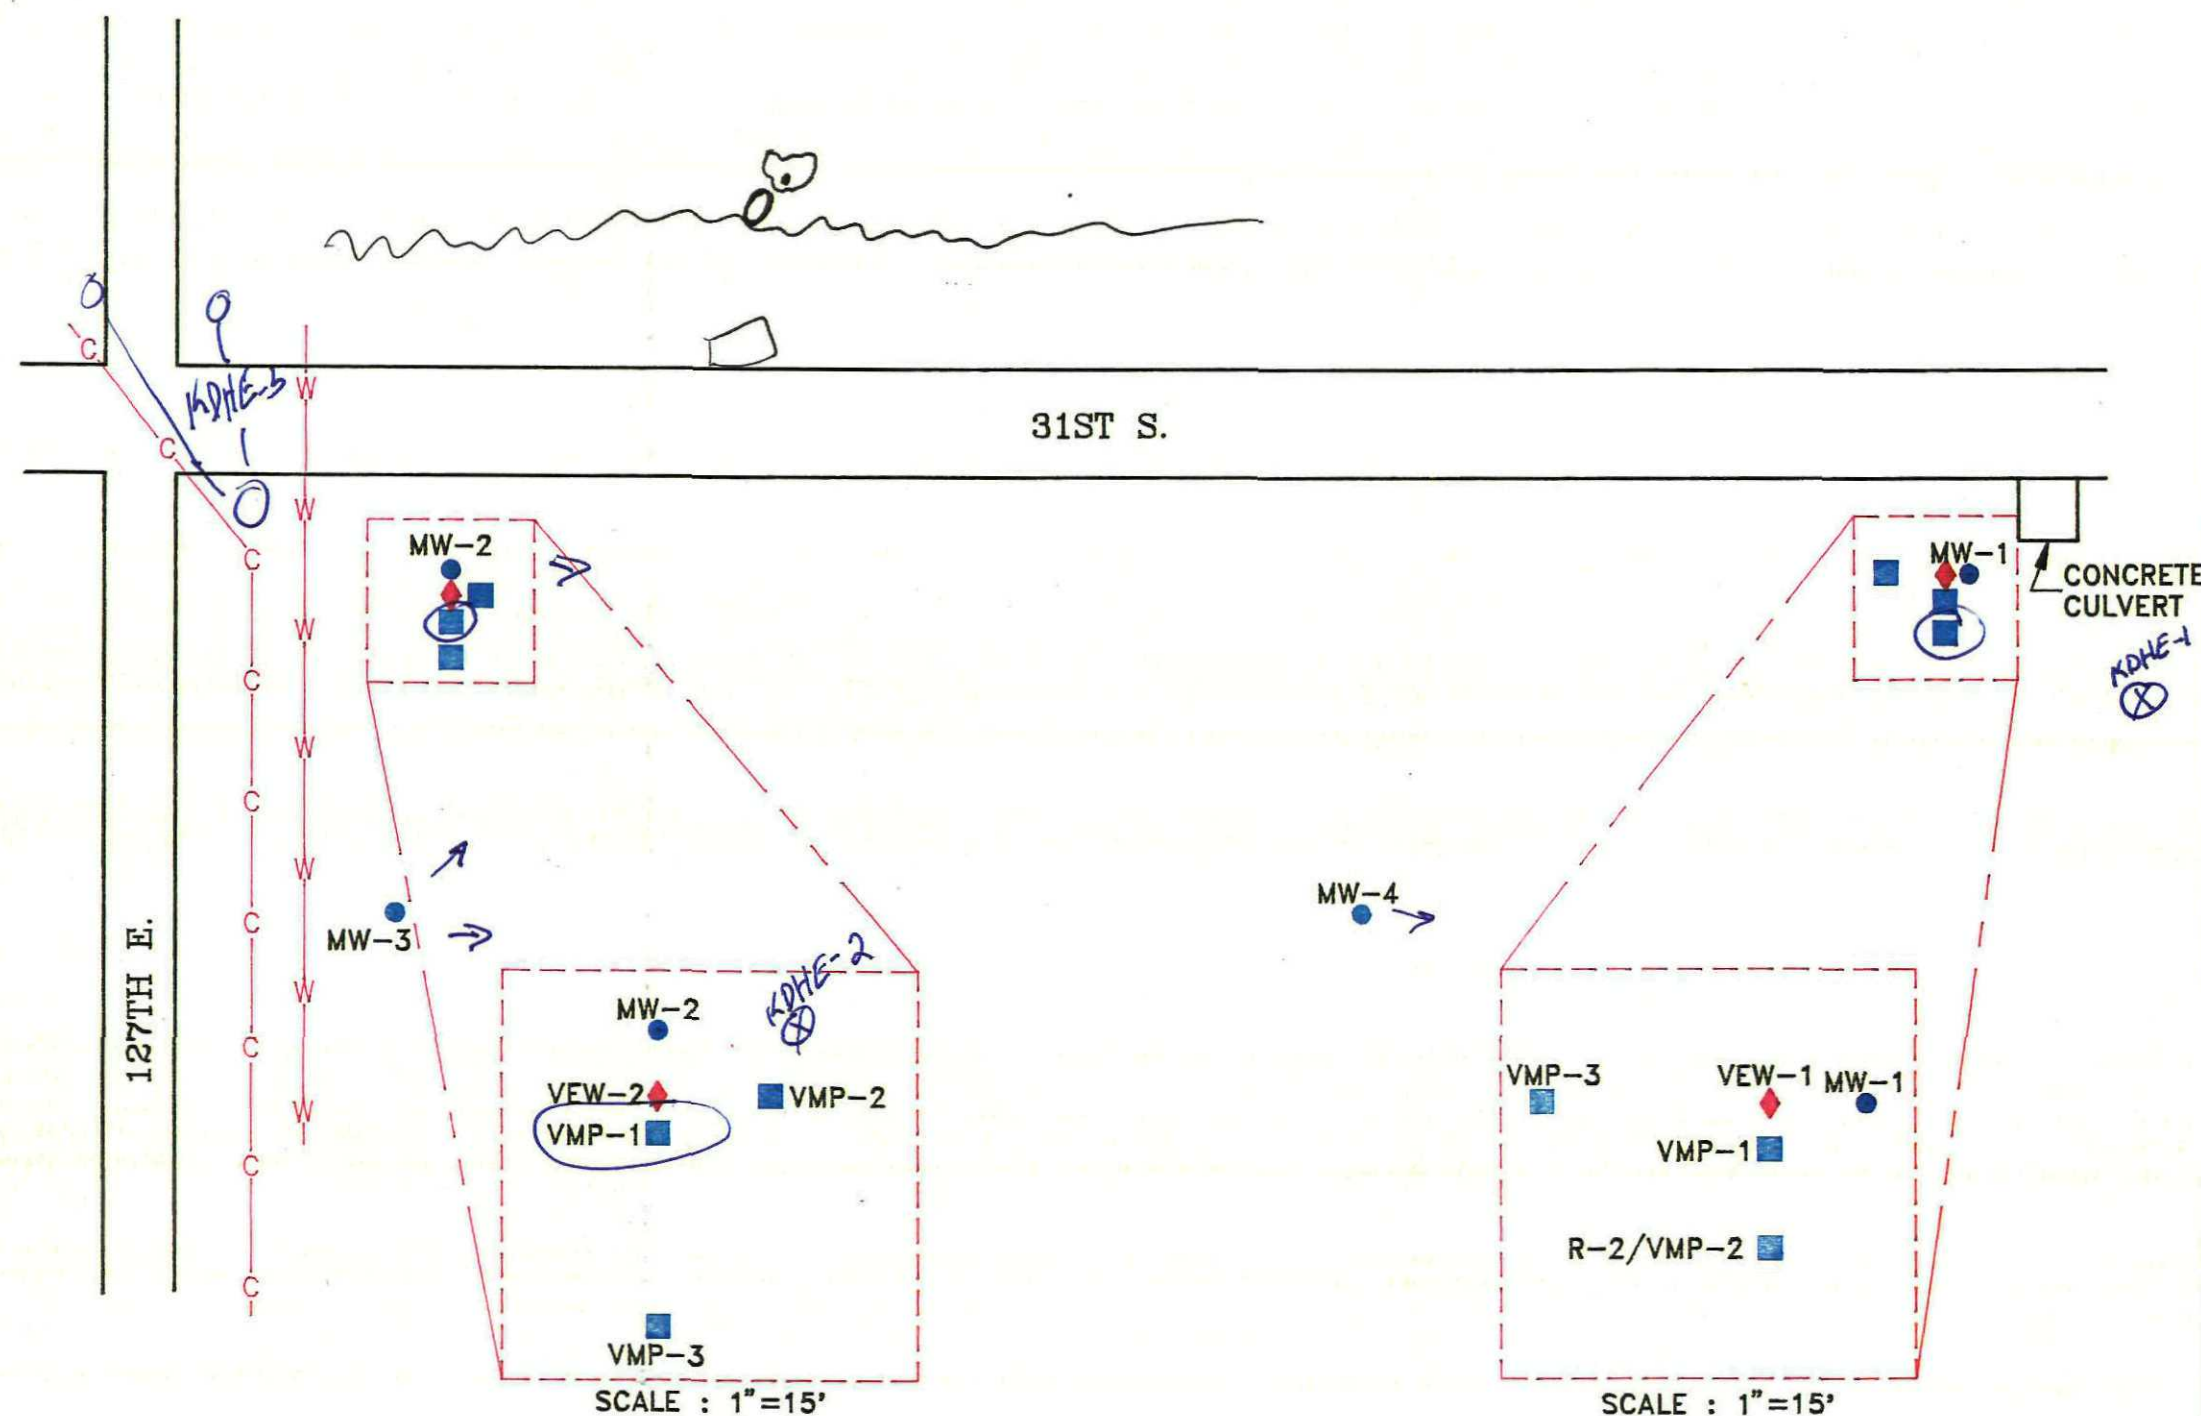 KDHE-3
31ST S.
C
C
W
W
MW-2
MW-1
CONCRETE
CULVERT
KDHE-1
C
W
C
W
C
W
MW-4
C
MW-3
KDHE-2
W
127TH E.
C
MW-2
VEW-2
VMP-2
VMP-1
VMP-3
SCALE : 1"=15'
VMP-3
VEW-1
MW-1
VMP-1
R-2/VMP-2
SCALE : 1"=15'
W
C
C